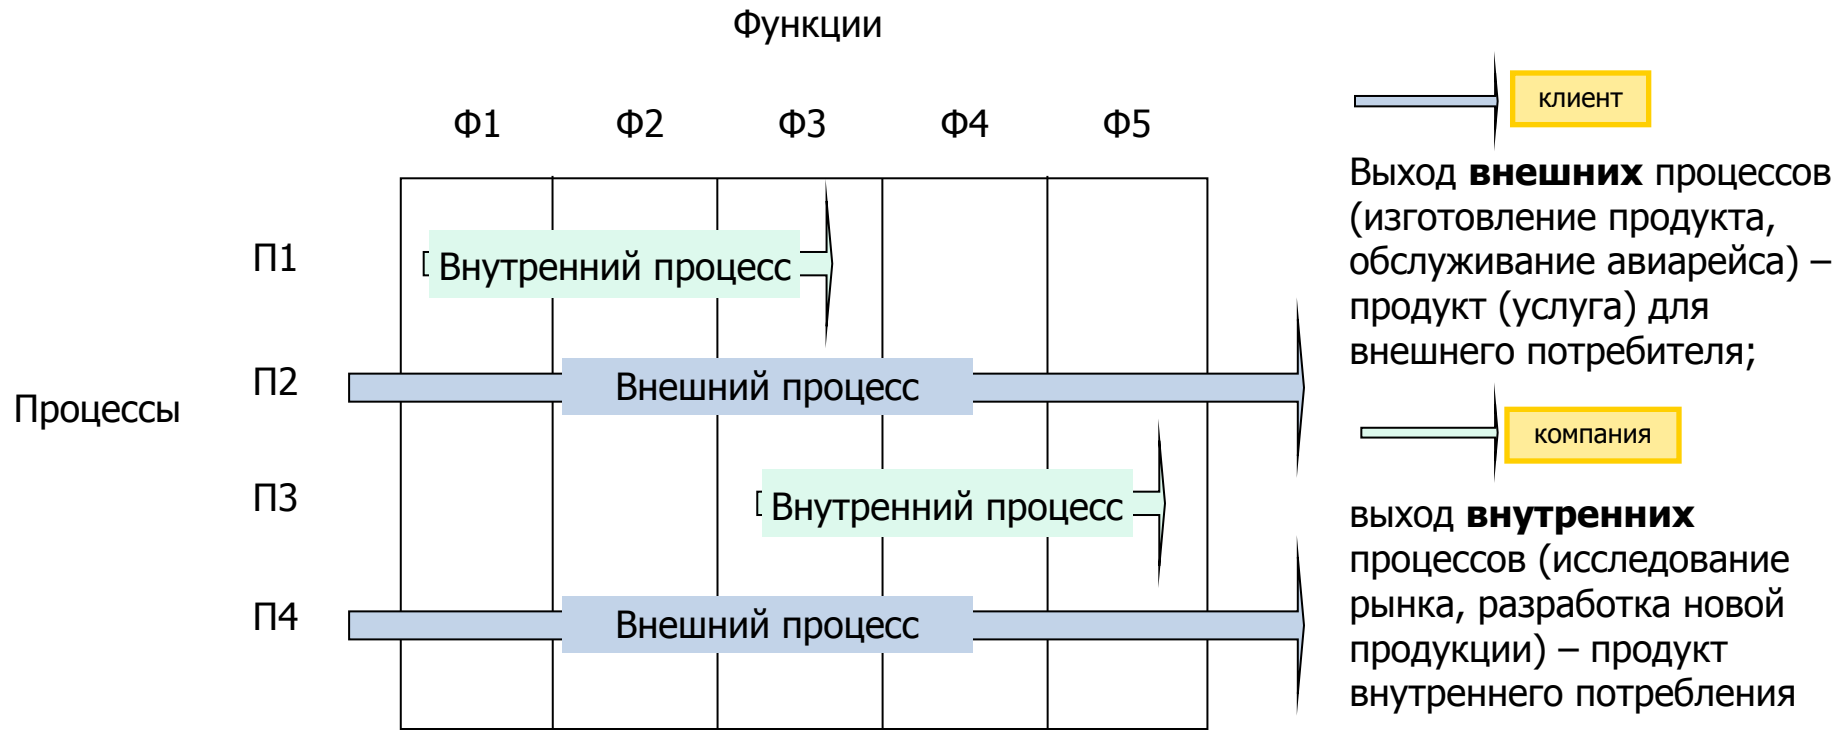 Функции
Ф1 Ф2 Ф3 Ф4 Ф5
Процессы
П1
Внутренний процесс
П2
Внешний процесс
П3
Внутренний процесс
П4
Внешний процесс
клиент
Выход внешних процессов
(изготовление продукта,
обслуживание авиарейса) –
продукт (услуга) для
внешнего потребителя;
компания
выход внутренних
процессов (исследование
рынка, разработка новой
продукции) – продукт
внутреннего потребления